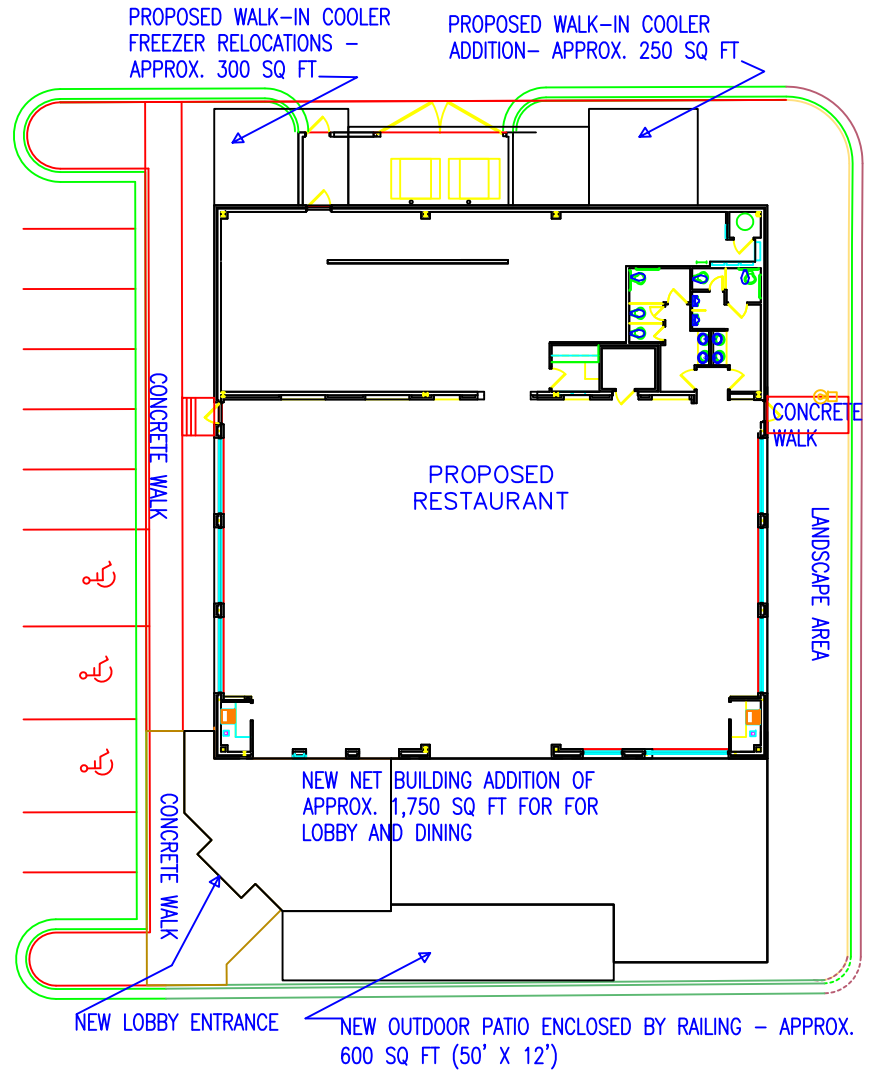 PROPOSED WALK-IN COOLER
FREEZER RELOCATIONS -
APPROX. 300 SQ FT
PROPOSED WALK-IN COOLER
ADDITION- APPROX. 250 SQ FT
CONCRETE WALK
CONCRETE
WALK
PROPOSED
RESTAURANT
LANDSCAPE AREA
NEW NET BUILDING ADDITION OF
APPROX. 1,750 SQ FT FOR FOR
LOBBY AND DINING
CONCRETE WALK
NEW LOBBY ENTRANCE
NEW OUTDOOR PATIO ENCLOSED BY RAILING - APPROX.
600 SQ FT (50' X 12')